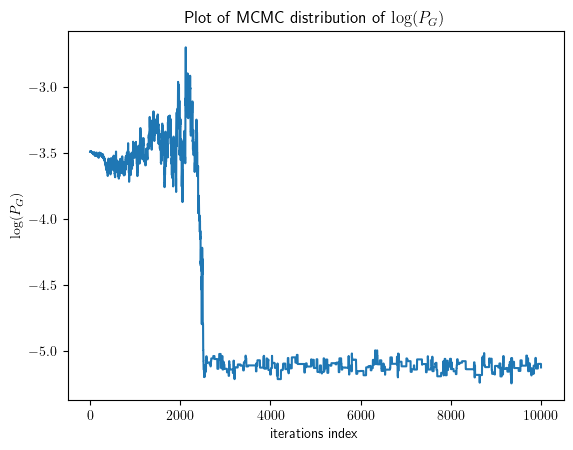 Plot of MCMC distribution of log(P_G)
log(P_G)
−3.0
−3.5
−4.0
−4.5
−5.0
0 2000 4000 6000 8000 10000
iterations index